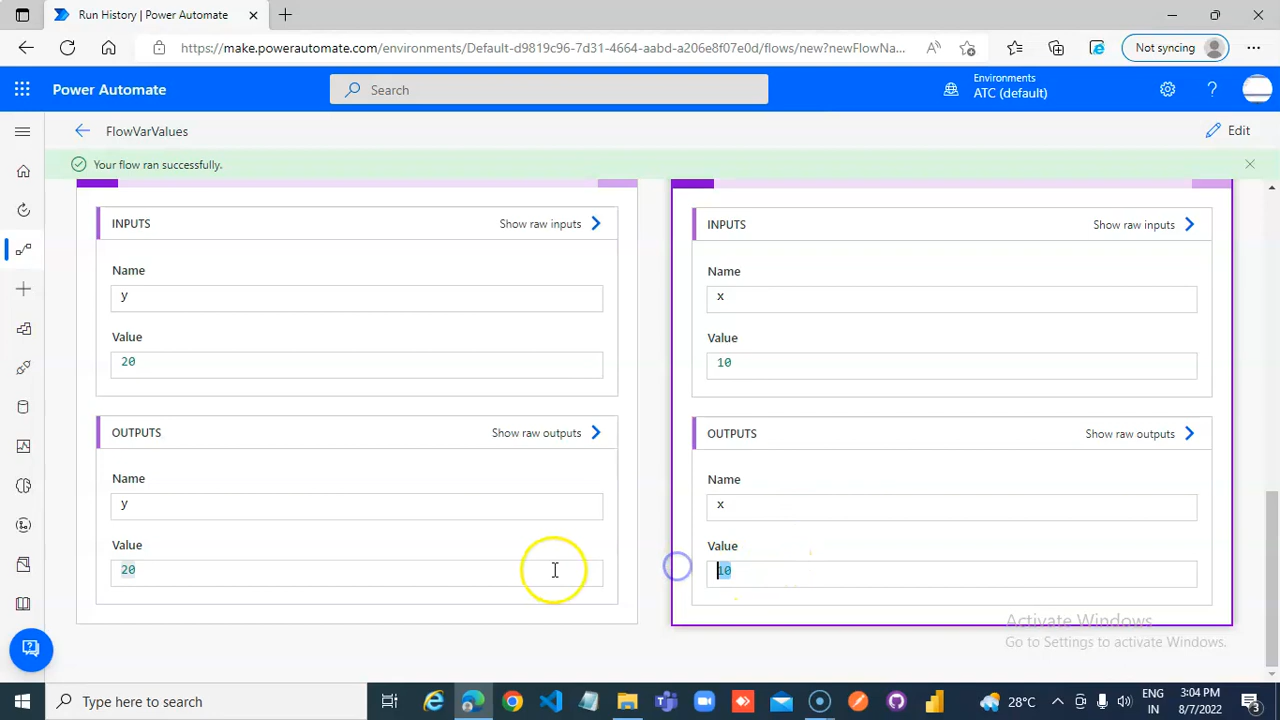 Run History | Power Automate
https://make.powerautomate.com/environments/Default-d9819c96-7d31-4664-aabd-a206e8f07e0d/flows/new?newFlowNa...
Not syncing
Power Automate
Search
Environments
ATC (default)
FlowVarValues
Edit
Your flow ran successfully.
INPUTS
Show raw inputs
Name
y
Value
20
OUTPUTS
Show raw outputs
Name
y
Value
20
INPUTS
Show raw inputs
Name
x
Value
10
OUTPUTS
Show raw outputs
Name
x
Value
10
Activate Windows
Go to Settings to activate Windows.
Type here to search
28°C
ENG
IN
3:04 PM
8/7/2022
3